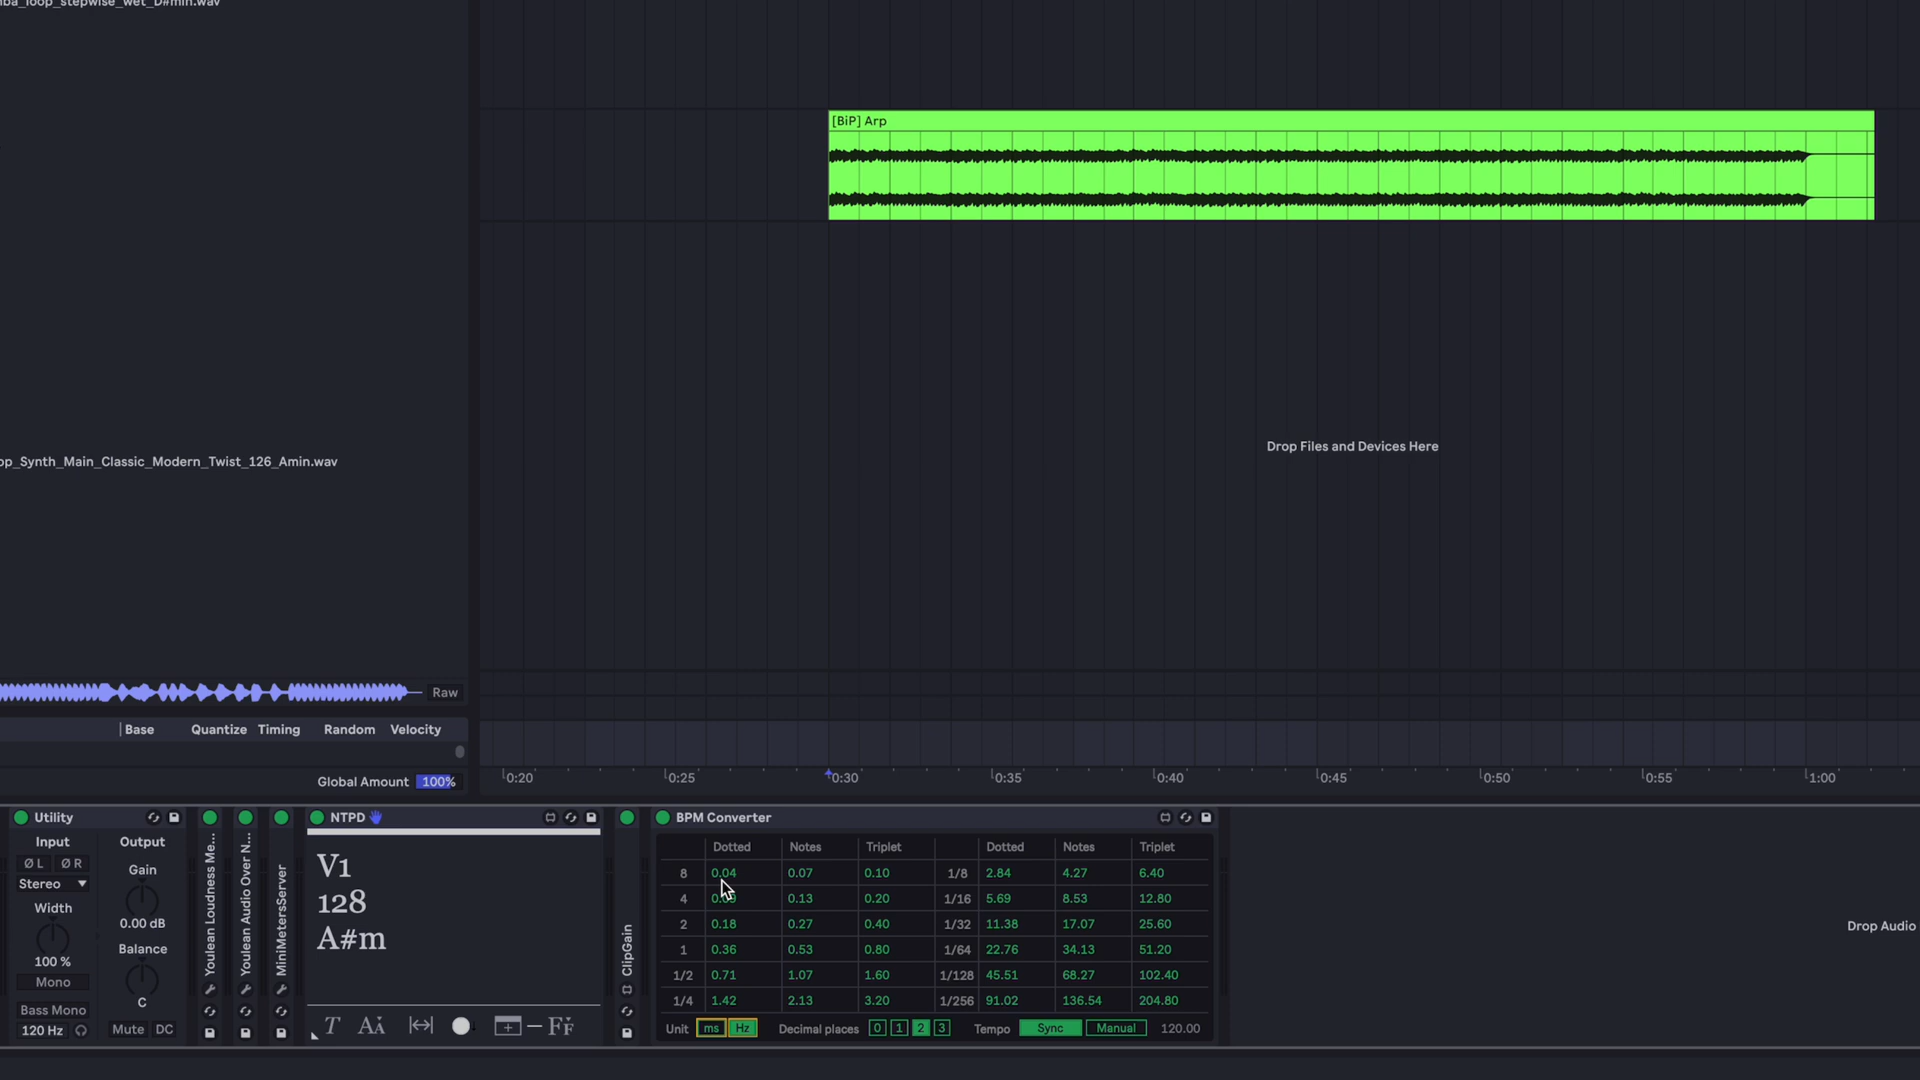 ba_loop_stepwise_wet_D#min.wav
[BiP] Arp
Drop Files and Devices Here
op_Synth_Main_Classic_Modern_Twist_126_Amin.wav
Raw
Base Quantize Timing Random Velocity
Global Amount 100%
0:20 0:25 0:30 0:35 0:40 0:45 0:50 0:55 1:00
Utility
Input Output
Ø L Ø R
Gain
Stereo
Width
0.00 dB
Balance
100 %
Mono
C
Bass Mono
120 Hz
Mute DC
Youlean Loudness Me...
Youlean Audio Over N...
MiniMetersServer
NTPD
V1
128
A#m
ClipGain
BPM Converter
Dotted Notes Triplet Dotted Notes Triplet
8 0.04 0.07 0.10 1/8 2.84 4.27 6.40
4 0.13 0.20 1/16 5.69 8.53 12.80
2 0.18 0.27 0.40 1/32 11.38 17.07 25.60
1 0.36 0.53 0.80 1/64 22.76 34.13 51.20
1/2 0.71 1.07 1.60 1/128 45.51 68.27 102.40
1/4 1.42 2.13 3.20 1/256 91.02 136.54 204.80
Unit ms Hz Decimal places 0 1 2 3 Tempo Sync Manual 120.00
Drop Audio